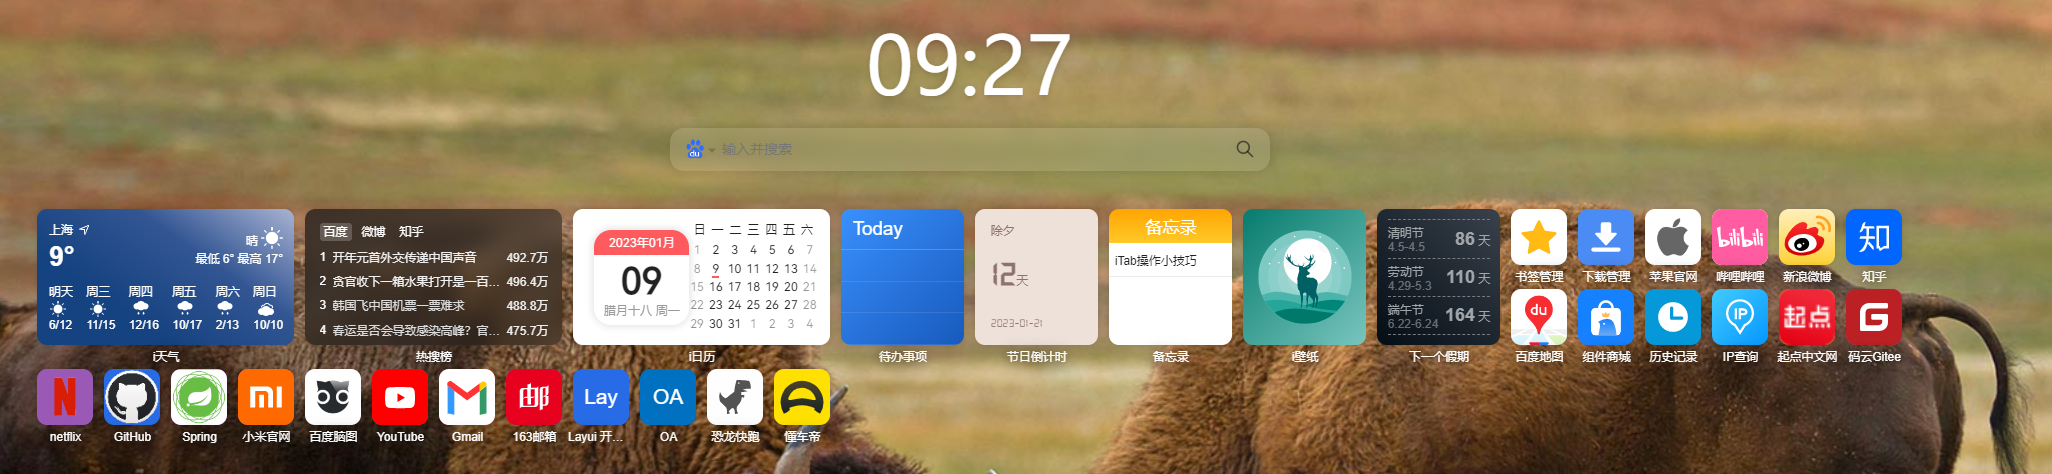 09:27
du
输入并搜索
上海
9°
晴
最低 6° 最高 17°
明天 周三 周四 周五 周六 周日
6/12 11/15 12/16 10/17 2/13 10/10
i天气
百度 微博 知乎
1 开年元首外交传递中国声音 492.7万
2 贪官收下一箱水果打开是一百... 496.4万
3 韩国飞中国机票一票难求 488.8万
4 春运是否会导致感染高峰？官... 475.7万
热搜榜
2023年01月
09
腊月十八 周一
日 一 二 三 四 五 六
1 2 3 4 5 6 7
8 9 10 11 12 13 14
15 16 17 18 19 20 21
22 23 24 25 26 27 28
29 30 31 1 2 3 4
i日历
Today
待办事项
除夕
12天
2023-01-21
节日倒计时
备忘录
iTab操作小技巧
备忘录
i壁纸
清明节 86 天
4.5-4.5
劳动节 110 天
4.29-5.3
端午节 164 天
6.22-6.24
下一个假期
bilibili
知
书签管理 下载管理 苹果官网 哔哩哔哩 新浪微博 知乎
du
IP
起点
G
百度地图 组件商城 历史记录 IP查询 起点中文网 码云Gitee
N
mi
M
邮
Lay
OA
netflix GitHub Spring 小米官网 百度脑图 YouTube Gmail 163邮箱 Layui 开... OA 恐龙快跑 懂车帝